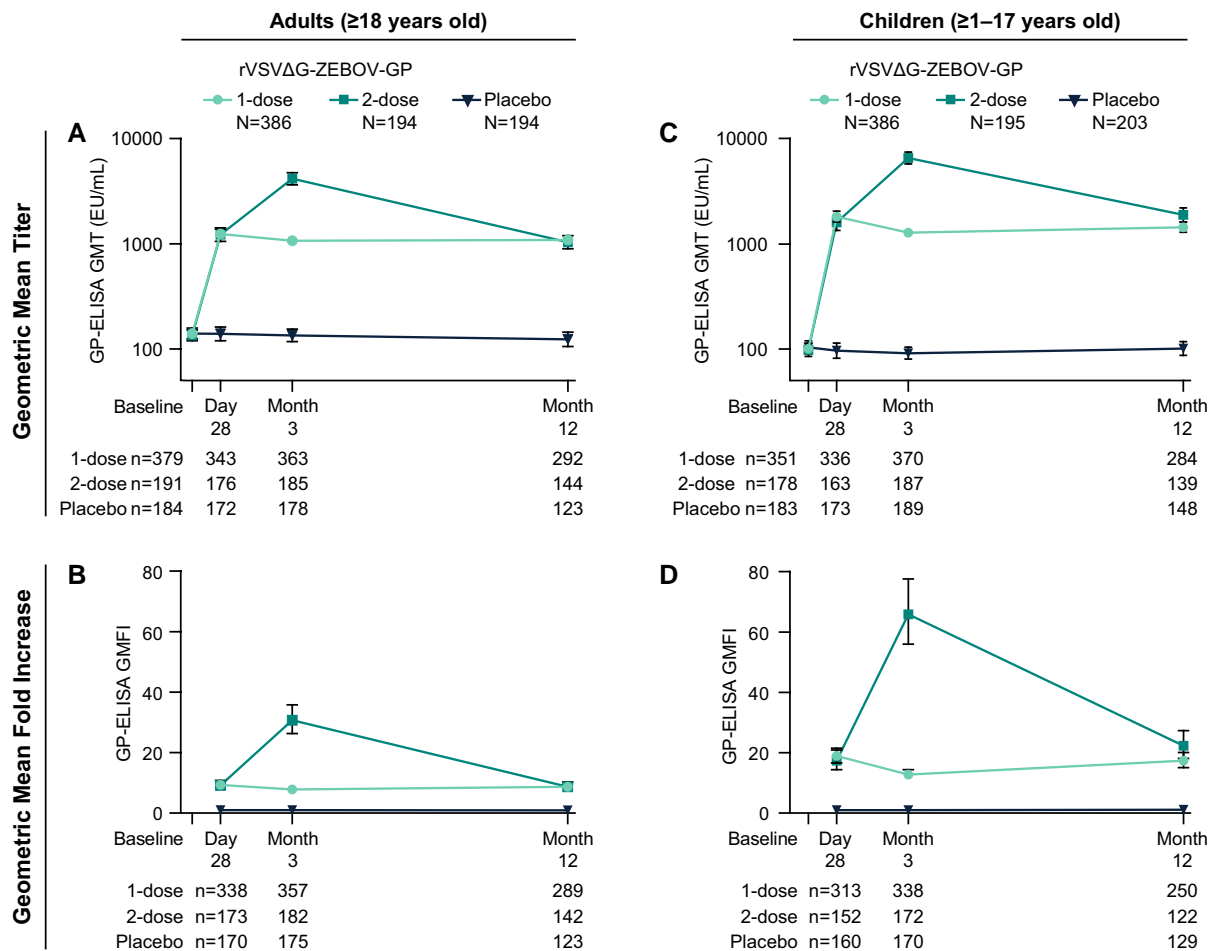 Adults (≥18 years old)
rVSVΔG-ZEBOV-GP
1-dose 2-dose Placebo
N=386 N=194 N=194
Geometric Mean Titer
A
GP-ELISA GMT (EU/mL)
10000
1000
100
Baseline Day Month Month
28 3 12
1-dose n=379 343 363 292
2-dose n=191 176 185 144
Placebo n=184 172 178 123
Children (≥1–17 years old)
rVSVΔG-ZEBOV-GP
1-dose 2-dose Placebo
N=386 N=195 N=203
C
GP-ELISA GMT (EU/mL)
10000
1000
100
Baseline Day Month Month
28 3 12
1-dose n=351 336 370 284
2-dose n=178 163 187 139
Placebo n=183 173 189 148
Geometric Mean Fold Increase
B
GP-ELISA GMFI
80
60
40
20
0
Baseline Day Month Month
28 3 12
1-dose n=338 357 289
2-dose n=173 182 142
Placebo n=170 175 123
D
GP-ELISA GMFI
80
60
40
20
0
Baseline Day Month Month
28 3 12
1-dose n=313 338 250
2-dose n=152 172 122
Placebo n=160 170 129